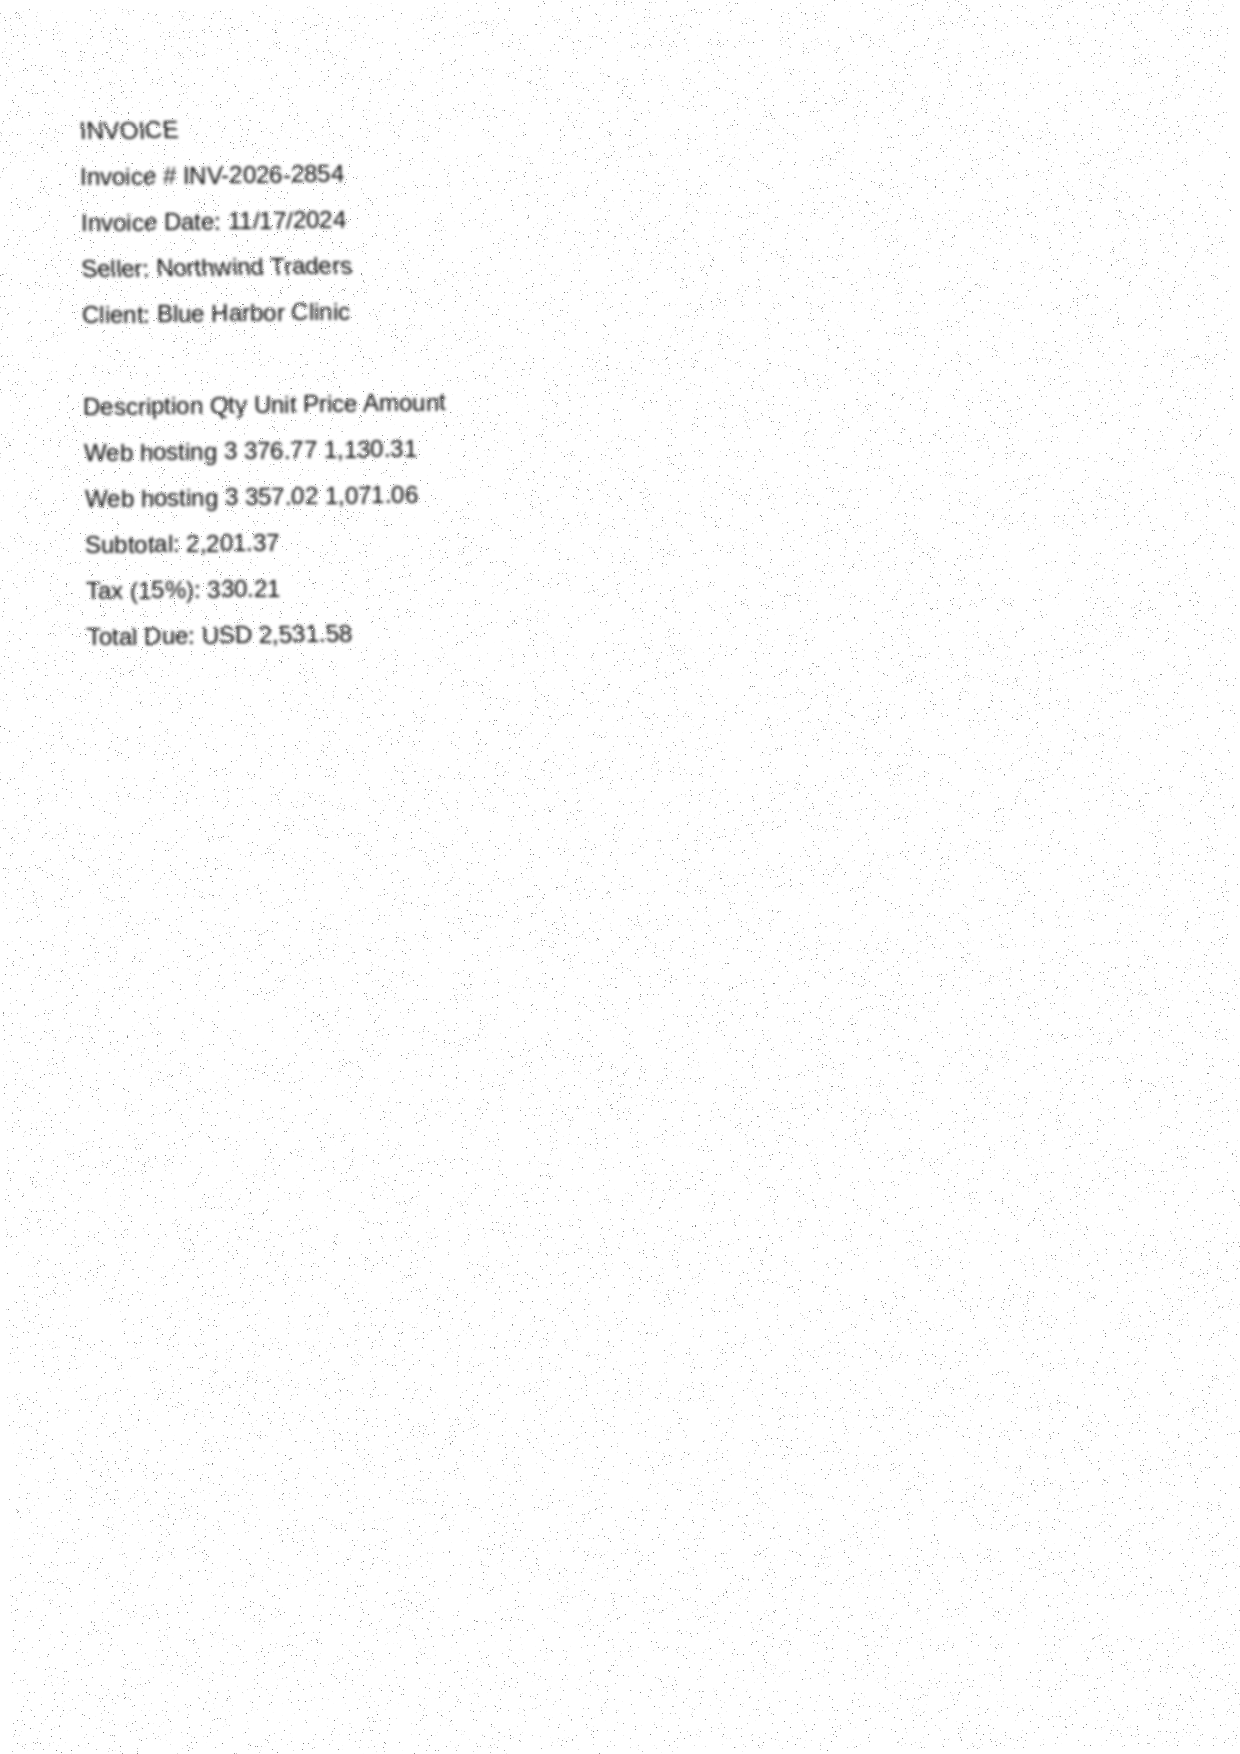 INVOICE
Invoice # INV-2026-2854
Invoice Date: 11/17/2024
Seller: Northwind Traders
Client: Blue Harbor Clinic
Description Qty Unit Price Amount
Web hosting 3 376.77 1,130.31
Web hosting 3 357.02 1,071.06
Subtotal: 2,201.37
Tax (15%): 330.21
Total Due: USD 2,531.58